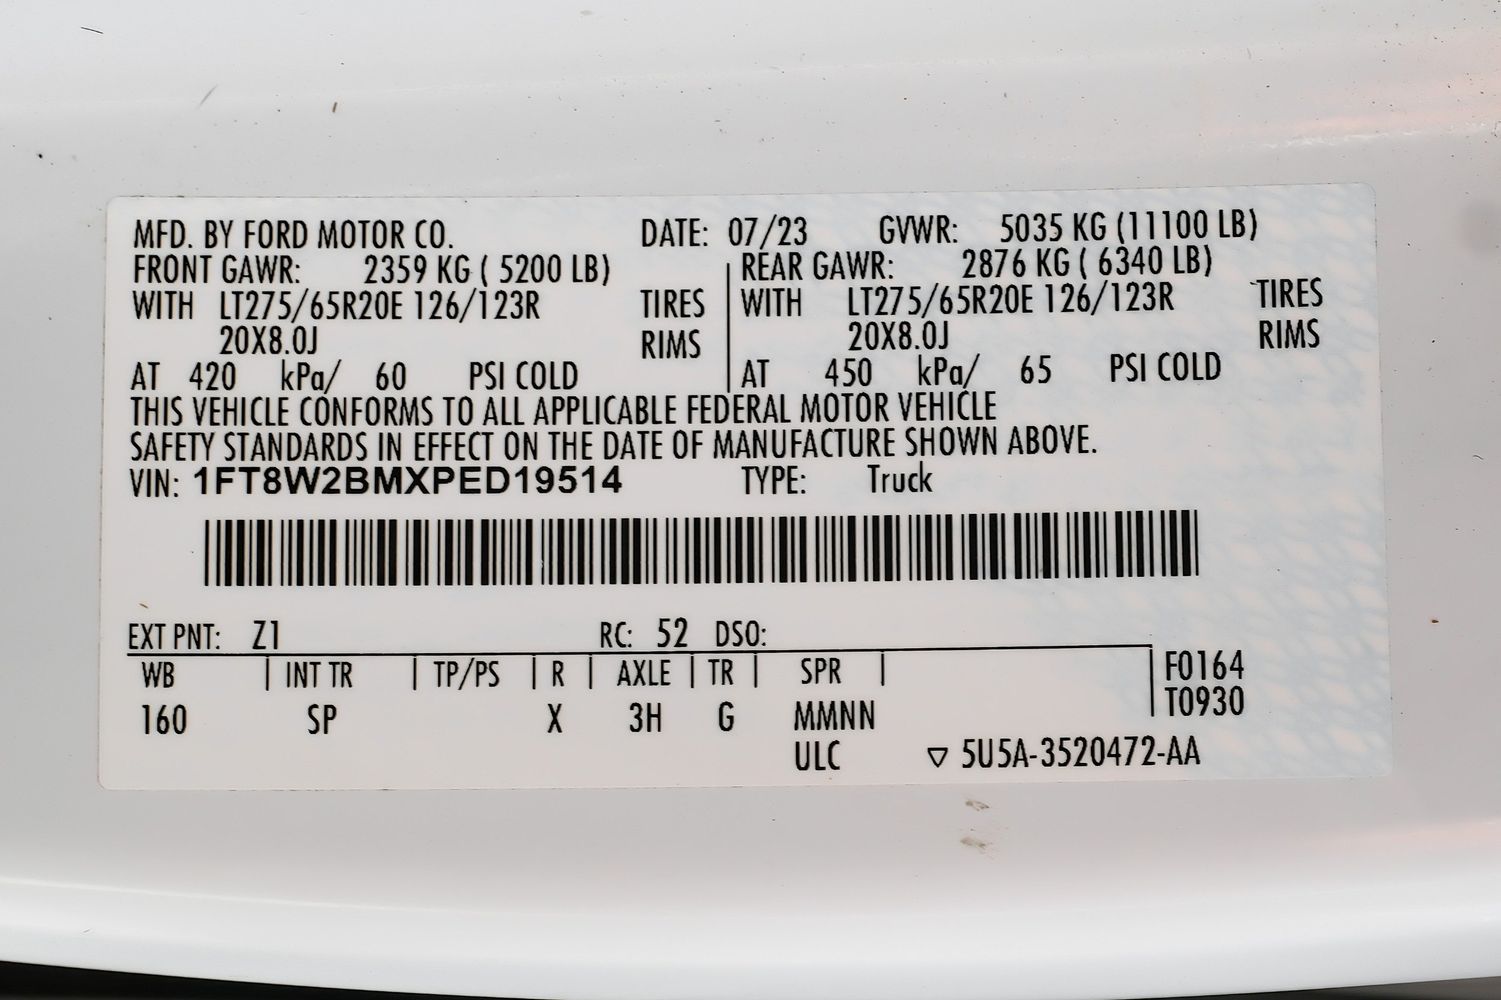 MFD. BY FORD MOTOR CO. DATE: 07/23 GVWR: 5035 KG (11100 LB)
FRONT GAWR: 2359 KG ( 5200 LB) REAR GAWR: 2876 KG ( 6340 LB)
WITH LT275/65R20E 126/123R TIRES WITH LT275/65R20E 126/123R TIRES
20X8.0J RIMS 20X8.0J RIMS
AT 420 kPa/ 60 PSI COLD AT 450 kPa/ 65 PSI COLD
THIS VEHICLE CONFORMS TO ALL APPLICABLE FEDERAL MOTOR VEHICLE
SAFETY STANDARDS IN EFFECT ON THE DATE OF MANUFACTURE SHOWN ABOVE.
VIN: 1FT8W2BMXPED19514 TYPE: Truck
EXT PNT: Z1 RC: 52 DSO:
WB INT TR TP/PS R AXLE TR SPR F0164
160 SP X 3H G MMNN T0930
ULC ▽ 5U5A-3520472-AA